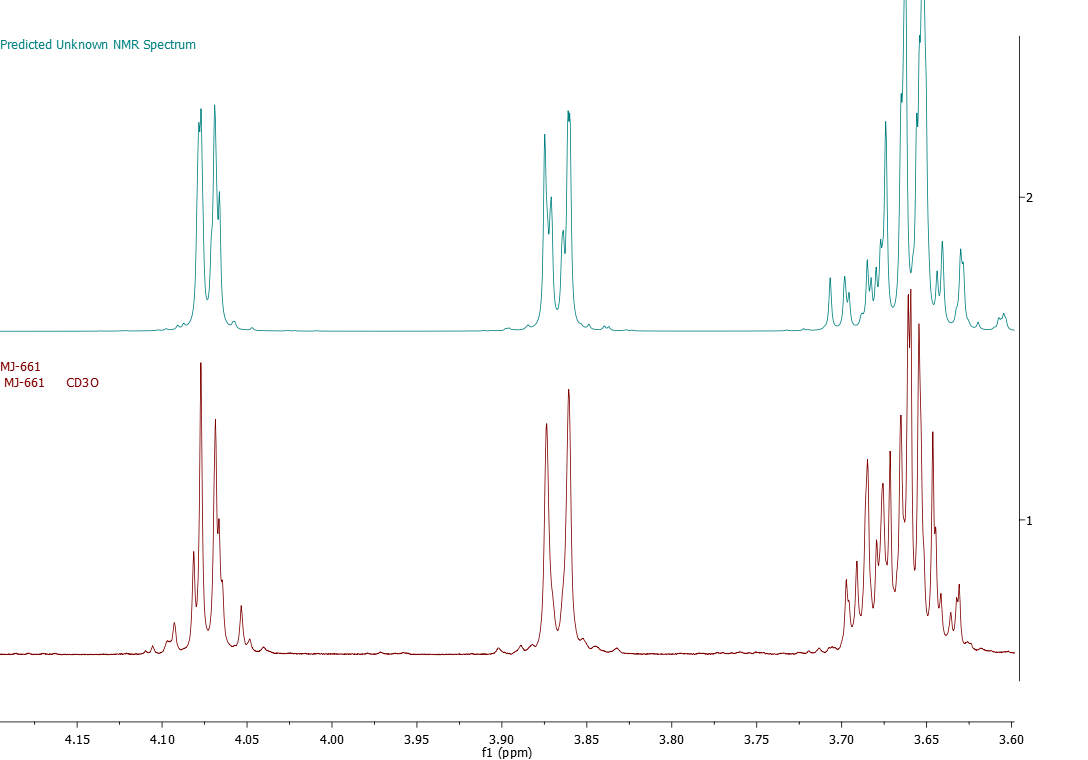 Predicted Unknown NMR Spectrum
2
MJ-661
MJ-661 CD3O
1
4.15 4.10 4.05 4.00 3.95 3.90 3.85 3.80 3.75 3.70 3.65 3.60
f1 (ppm)